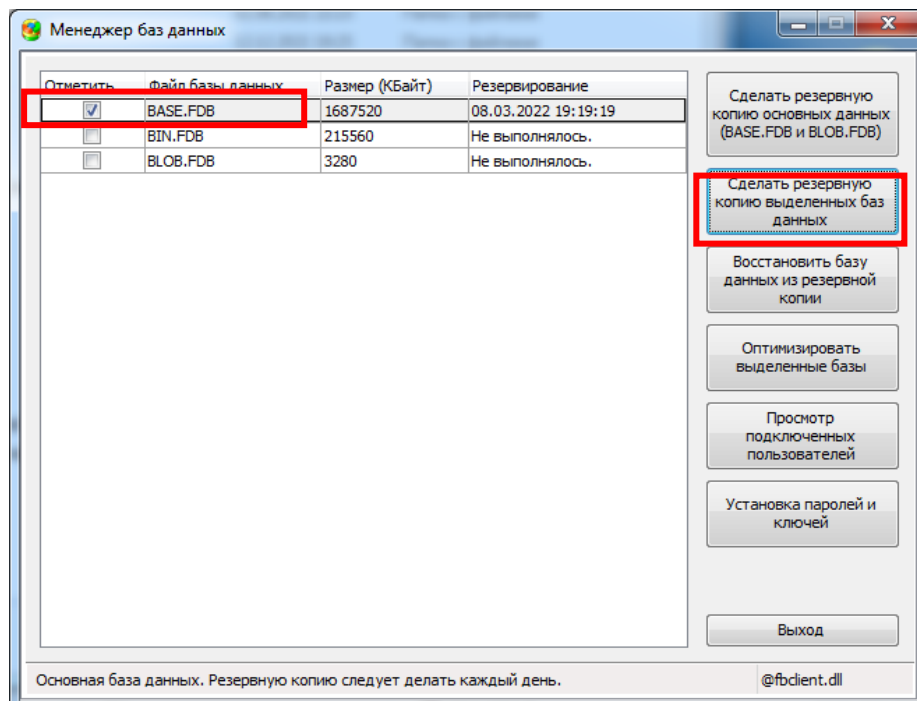 Менеджер баз данных
Отметить Файл базы данных Размер (КБайт) Резервирование
BASE.FDB 1687520 08.03.2022 19:19:19
BIN.FDB 215560 Не выполнялось.
BLOB.FDB 3280 Не выполнялось.
Сделать резервную
копию основных данных
(BASE.FDB и BLOB.FDB)
Сделать резервную
копию выделенных баз
данных
Восстановить базу
данных из резервной
копии
Оптимизировать
выделенные базы
Просмотр
подключенных
пользователей
Установка паролей и
ключей
Выход
Основная база данных. Резервную копию следует делать каждый день. @fbclient.dll